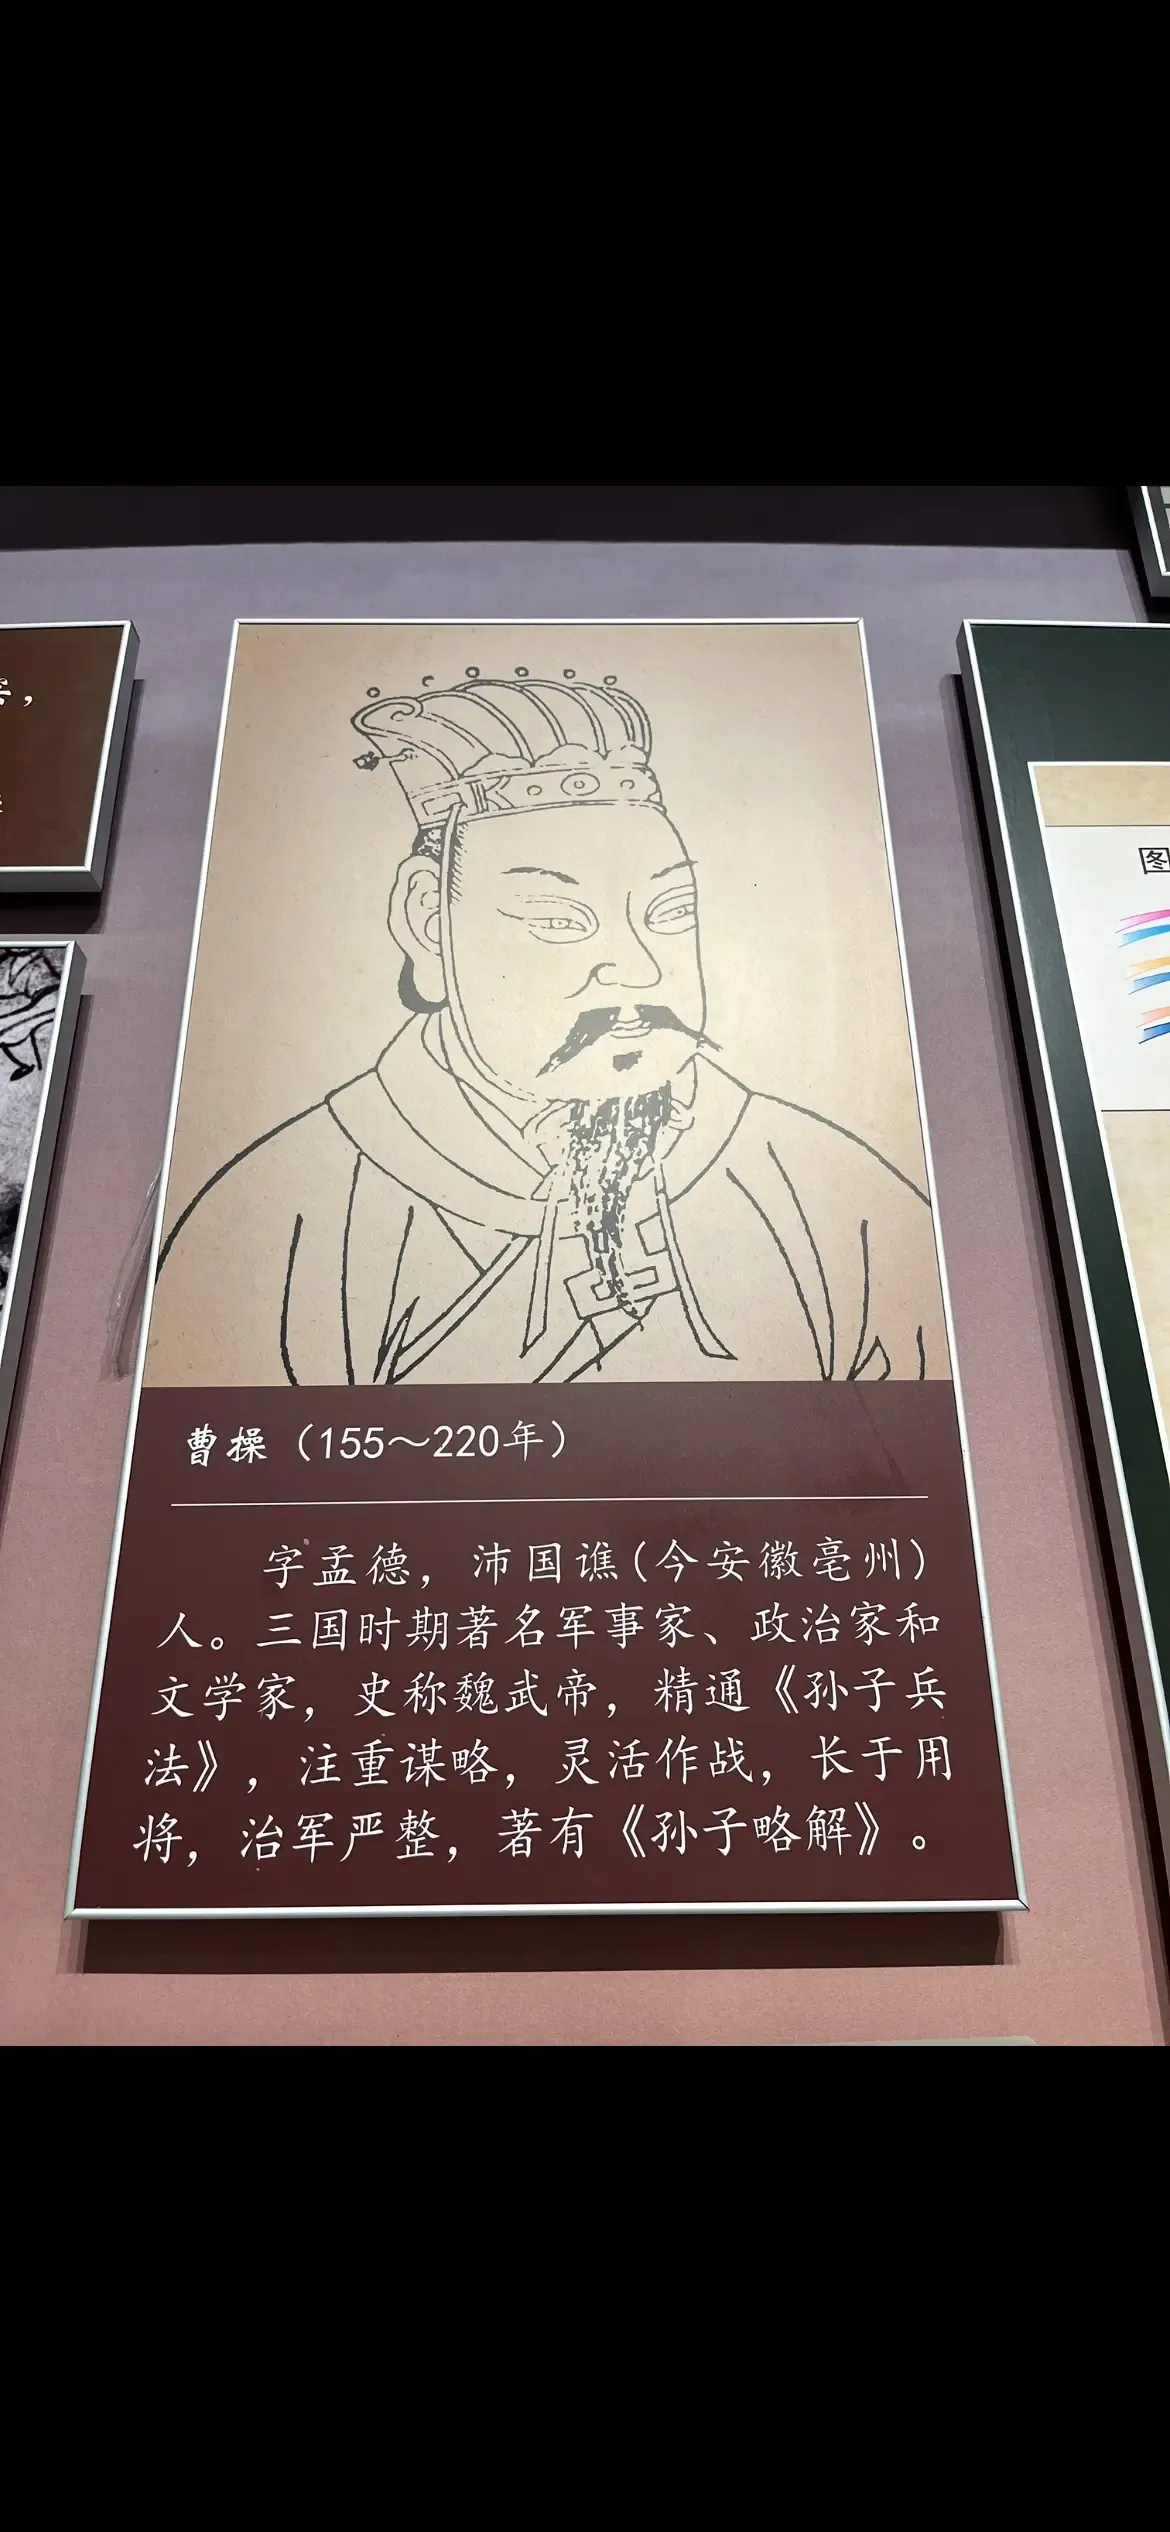 曹操（155～220年）
字孟德，沛国谯(今安徽亳州)
人。三国时期著名军事家、政治家和
文学家，史称魏武帝，精通《孙子兵
法》，注重谋略，灵活作战，长于用
将，治军严整，著有《孙子略解》。
图